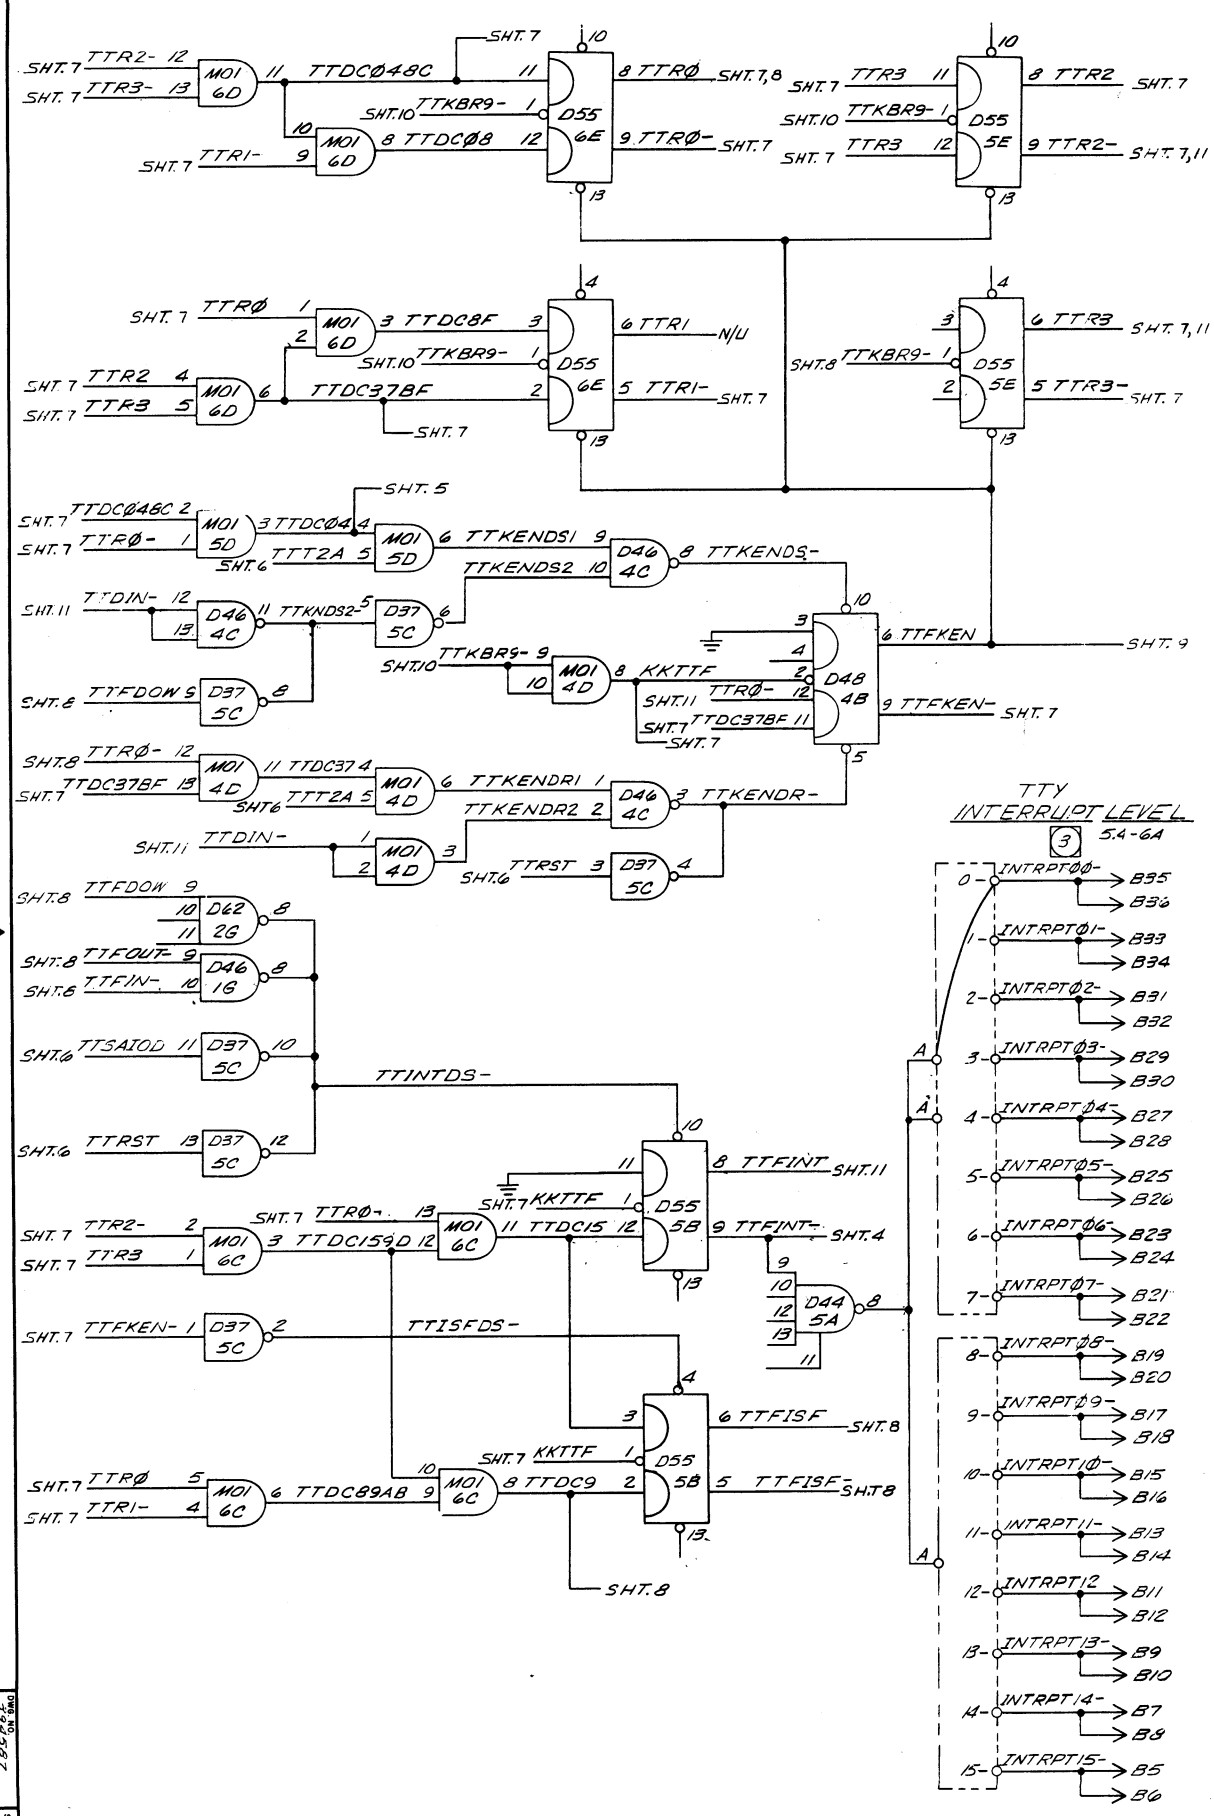 SHT. 7 TTR2- 12
SHT. 7 TTR3- 13
MO1 6D
11 TTDCØ48C
SHT. 7
11
SHT.10 TTKBR9- 1
10
D55 6E
8 TTRØ SHT.7,8
SHT. 7 TTR1- 9
10
MO1 6D
8 TTDCØ8 12
9 TTRØ- SHT. 7
13
SHT. 7 TTR3 11
SHT.10 TTKBR9- 1
SHT. 7 TTR3 12
10
D55 5E
8 TTR2 SHT. 7
9 TTR2- SHT. 7,11
13
SHT. 7 TTRØ 1
2
MO1 6D
3 TTDC8F 3
SHT.10 TTKBR9- 1
4
D55 6E
6 TTR1 N/U
SHT. 7 TTR2 4
SHT. 7 TTR3 5
MO1 6D
6 TTDC37BF 2
SHT. 7
5 TTR1- SHT. 7
13
3
SHT.8 TTKBR9- 1
2
4
D55 5E
6 TTR3 SHT. 7,11
5 TTR3- SHT. 7
13
SHT. 7 TTDCØ48C 2
SHT. 7 TTRØ- 1
MO1 5D
3 TTDCØ4 4
SHT. 5
SHT.6 TTT2A 5
MO1 5D
6 TTKENDS1 9
TTKENDS2 10
D46 4C
8 TTKENDS-
SHT.11 TTDIN- 12
13
D46 4C
11 TTKNDS2- 5
D37 5C
6
SHT.8 TTFDOW 9
D37 5C
8
SHT.10 TTKBR9- 9
10
MO1 4D
8 KKTTF 2
SHT. 7
10
3
4
SHT.11 TTRØ- 12
SHT.7 TTDC37BF 11
D48 4B
6 TTFKEN SHT. 9
9 TTFKEN- SHT. 7
5
SHT.8 TTRØ- 12
SHT.7 TTDC37BF 13
MO1 4D
11 TTDC37 4
SHT6 TTT2A 5
MO1 4D
6 TTKENDR1 1
TTKENDR2 2
D46 4C
3 TTKENDR-
SHT.11 TTDIN- 1
2
MO1 4D
3
SHT.6 TTRST 3
D37 5C
4
SHT.8 TTFDOW 9
10
11
D62 2G
8
SHT.8 TTFOUT- 9
SHT.8 TTFIN- 10
D46 1G
8
SHT.6 TTSAIOD 11
D37 5C
10
TTINTDS-
SHT.6 TTRST 13
D37 5C
12
10
11
SHT.7 KKTTF 1
D55 5B
8 TTFINT SHT.11
SHT. 7 TTR2- 2
SHT. 7 TTR3 1
MO1 6C
3 TTDC159D 12
SHT. 7 TTRØ- 13
MO1 6C
11 TTDC15 12
9 TTFINT- SHT.4
13
9
10
12
13
11
D44 5A
8
SHT. 7 TTFKEN- 1
D37 5C
2 TTISFDS-
4
3
SHT. 7 KKTTF 1
D55 5B
6 TTFISF SHT.8
SHT.7 TTRØ 5
SHT. 7 TTR1- 4
MO1 6C
6 TTDC89AB 9
10
MO1 6C
8 TTDC9 2
SHT. 8
5 TTFISF- SHT.8
13
TTY
INTERRUPT LEVEL
3 5A-6A
A
A
A
0- INTRPTØØ- B35
B36
1- INTRPTØ1- B33
B34
2- INTRPTØ2- B31
B32
3- INTRPTØ3- B29
B30
4- INTRPTØ4- B27
B28
5- INTRPTØ5- B25
B26
6- INTRPTØ6- B23
B24
7- INTRPTØ7- B21
B22
8- INTRPTØ8- B19
B20
9- INTRPTØ9- B17
B18
10- INTRPT1Ø- B15
B16
11- INTRPT11- B13
B14
12- INTRPT12 B11
B12
13- INTRPT13- B9
B10
14- INTRPT14- B7
B8
15- INTRPT15- B5
B6
DWG NO.